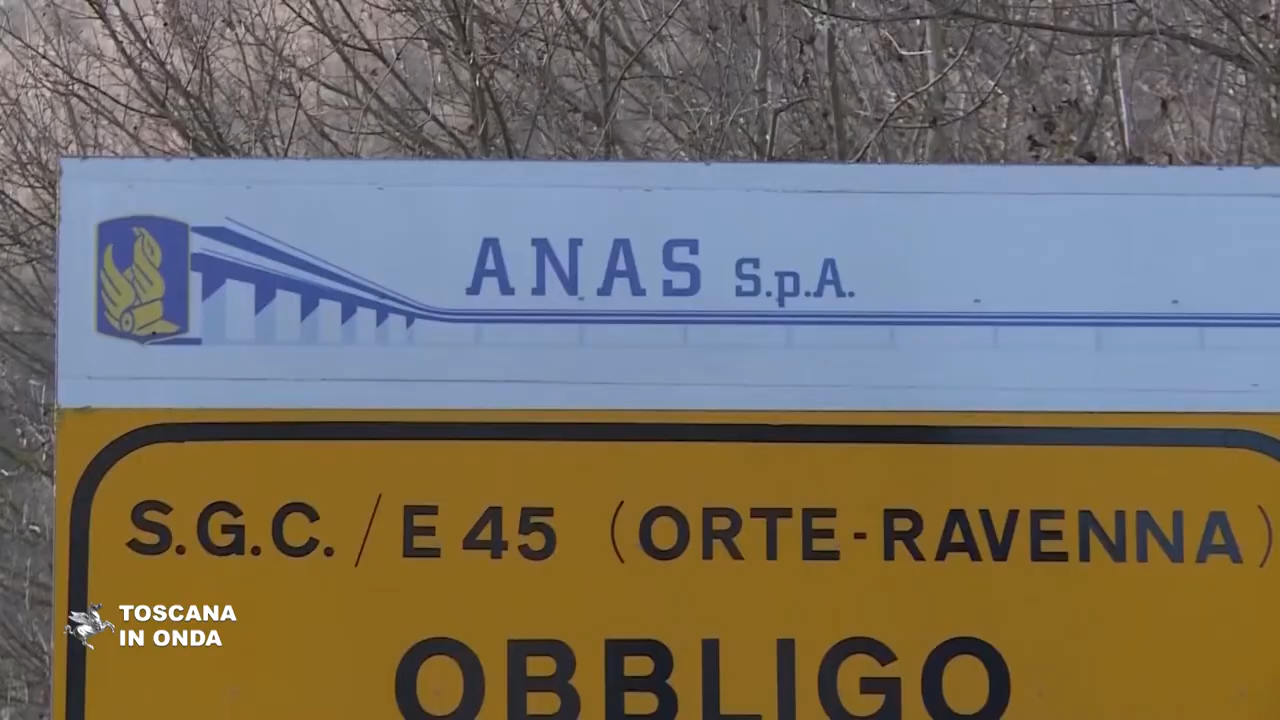 ANAS S.p.A.
S.G.C. / E 45 (ORTE-RAVENNA)
OBBLIGO
TOSCANA
IN ONDA